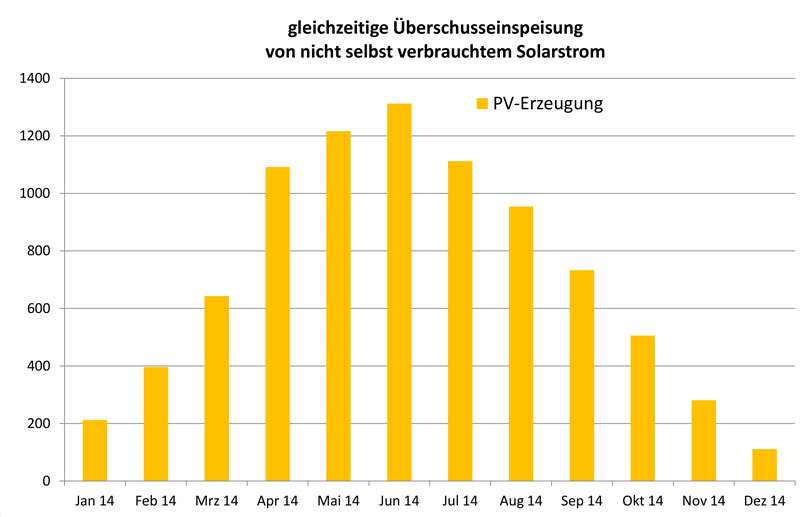 gleichzeitige Überschusseinspeisung
von nicht selbst verbrauchtem Solarstrom
1400
PV-Erzeugung
1200
1000
800
600
400
200
0
Jan 14 Feb 14 Mrz 14 Apr 14 Mai 14 Jun 14 Jul 14 Aug 14 Sep 14 Okt 14 Nov 14 Dez 14